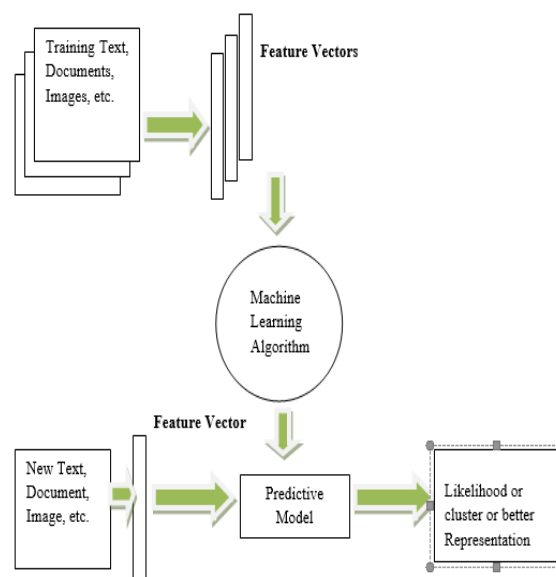 Training Text,
Documents,
Images, etc.
Feature Vectors
Machine
Learning
Algorithm
Feature Vector
New Text,
Document,
Image, etc.
Predictive
Model
Likelihood or
cluster or better
Representation